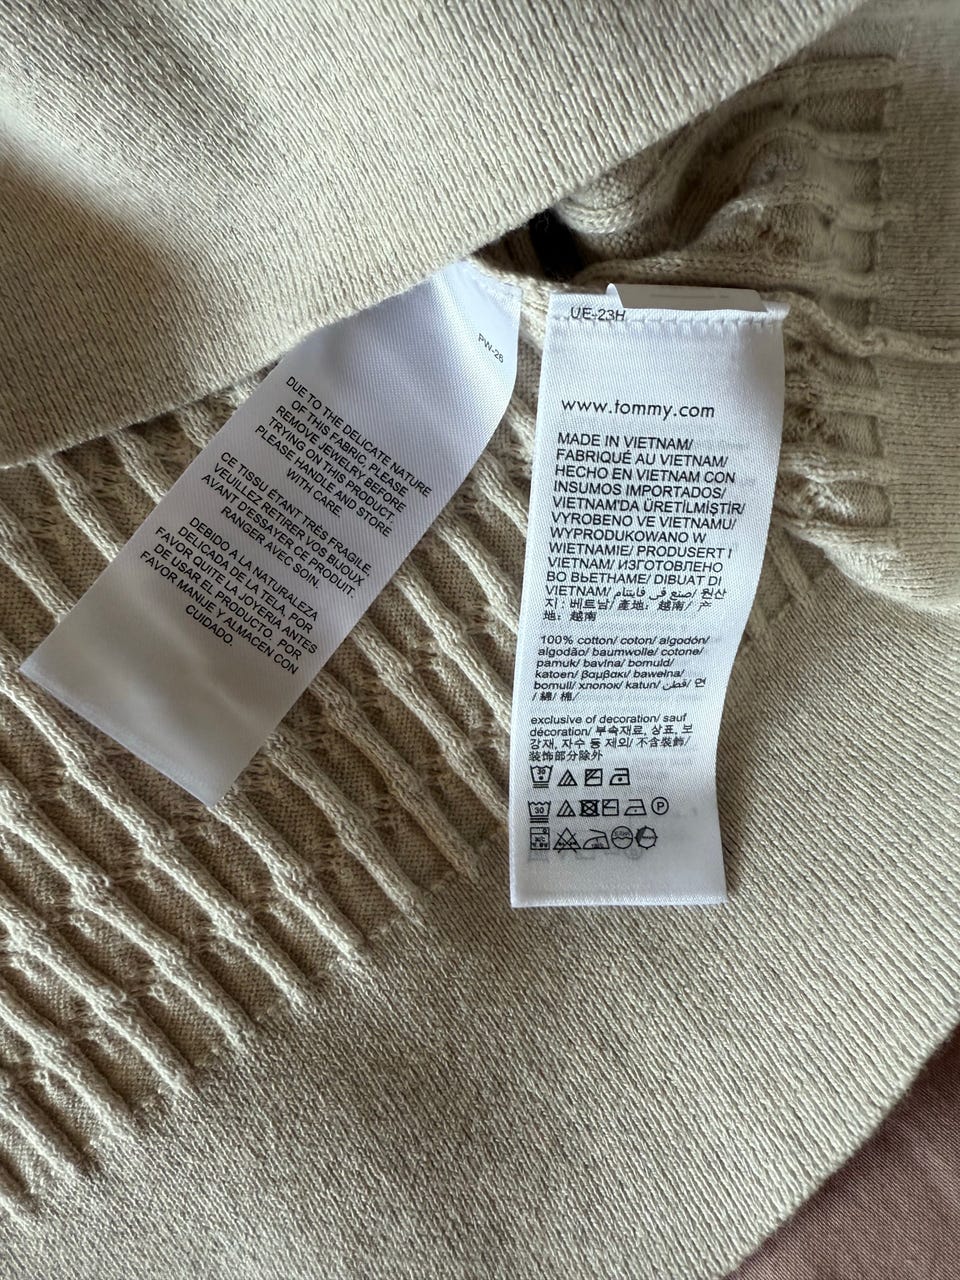 PW-26
DUE TO THE DELICATE NATURE
OF THIS FABRIC, PLEASE
REMOVE JEWELRY BEFORE
TRYING ON THIS PRODUCT.
PLEASE HANDLE AND STORE
WITH CARE.
CE TISSU ÉTANT TRÈS FRAGILE,
VEUILLEZ RETIRER VOS BIJOUX
AVANT D'ESSAYER CE PRODUIT.
RANGER AVEC SOIN.
DEBIDO A LA NATURALEZA
DELICADA DE LA TELA, POR
FAVOR QUITE LA JOYERIA ANTES
DE USAR EL PRODUCTO. POR
FAVOR MANUJE Y ALMACEN CON
CUIDADO.
UE-23H
www.tommy.com
MADE IN VIETNAM/
FABRIQUÉ AU VIETNAM/
HECHO EN VIETNAM CON
INSUMOS IMPORTADOS/
VIETNAM'DA ÜRETİLMİŞTİR/
VYROBENO VE VIETNAMU/
WYPRODUKOWANO W
WIETNAMIE/ PRODUSERT I
VIETNAM/ ИЗГОТОВЛЕНО
ВО ВЬЕТНАМЕ/ DIBUAT DI
VIETNAM/ صنع في فايتنام/ 원산
지 : 베트남/ 產地: 越南/ 产
地: 越南
100% cotton/ coton/ algodón/
algodão/ baumwolle/ cotone/
pamuk/ bavlna/ bomuld/
katoen/ βαμβακι/ bawełna/
bomull/ хлопок/ katun/ قطن/ 면
/ 綿/ 棉/
exclusive of decoration/ sauf
décoration/ 부속재료, 상표, 보
강재, 자수 등 제외/ 不含裝飾/
装飾部分除外
30
30 P